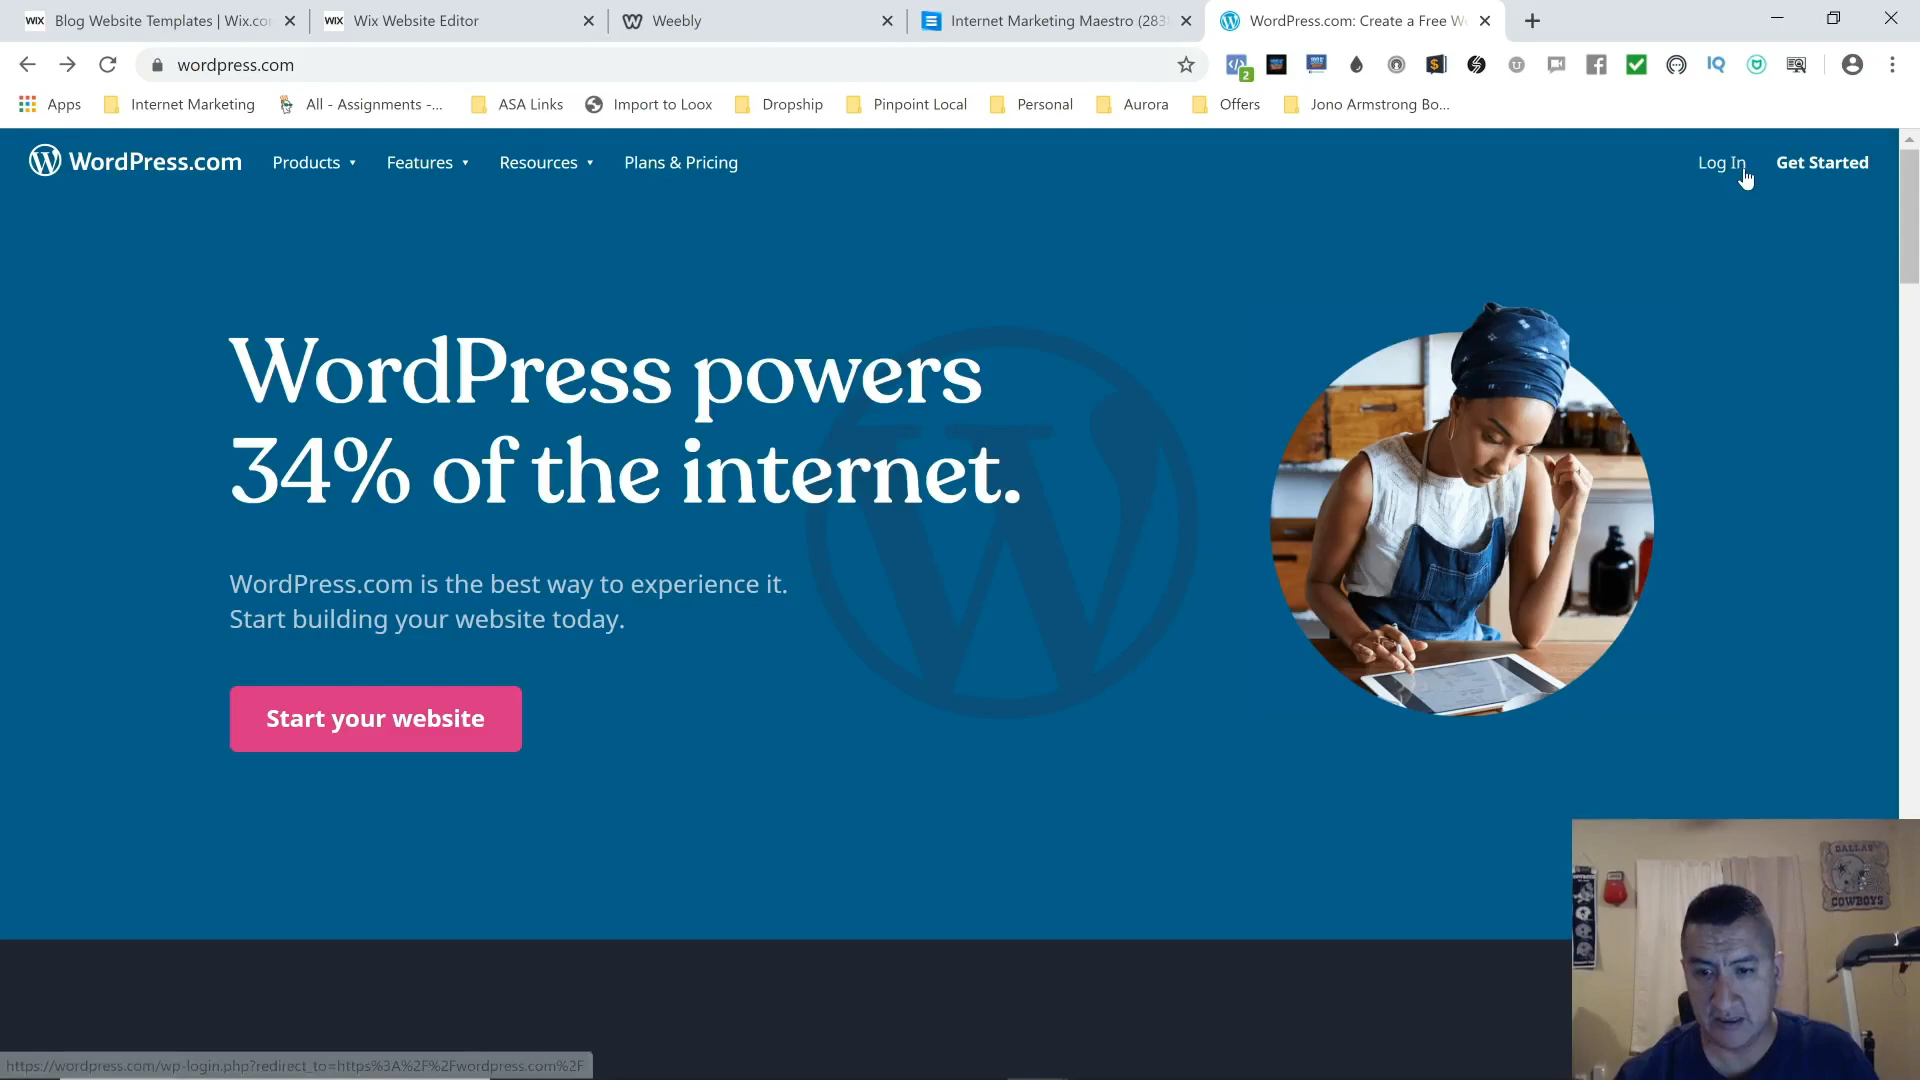 WIX Blog Website Templates | Wix.co
WIX Wix Website Editor
Weebly
Internet Marketing Maestro (283
WordPress.com: Create a Free W
wordpress.com
2
IQ
Apps
Internet Marketing
All - Assignments -...
ASA Links
Import to Loox
Dropship
Pinpoint Local
Personal
Aurora
Offers
Jono Armstrong Bo...
WordPress.com
Products
Features
Resources
Plans & Pricing
Log In
Get Started
WordPress powers
34% of the internet.
WordPress.com is the best way to experience it.
Start building your website today.
Start your website
DALLAS
COWBOYS
https://wordpress.com/wp-login.php?redirect_to=https%3A%2F%2Fwordpress.com%2F